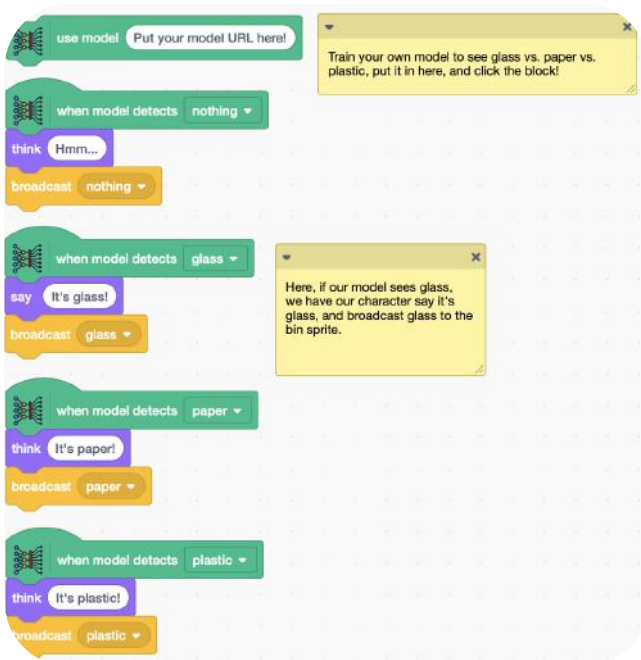 use model Put your model URL here!
Train your own model to see glass vs. paper vs.
plastic, put it in here, and click the block!
when model detects nothing
think Hmm...
broadcast nothing
when model detects glass
say It's glass!
broadcast glass
Here, if our model sees glass,
we have our character say it's
glass, and broadcast glass to the
bin sprite.
when model detects paper
think It's paper!
broadcast paper
when model detects plastic
think It's plastic!
broadcast plastic